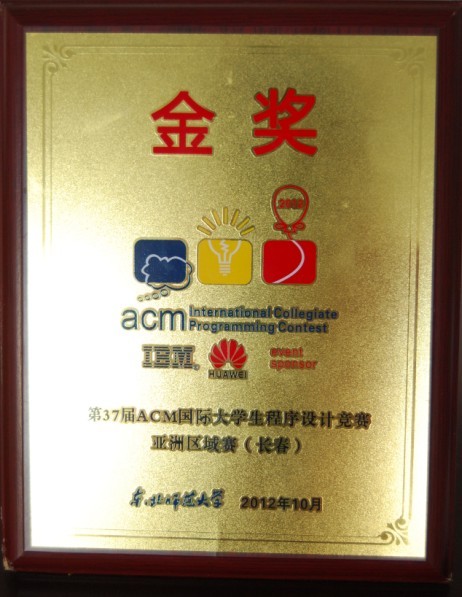 金奖
acm International Collegiate
Programming Contest
IBM. HUAWEI event
sponsor
第37届ACM国际大学生程序设计竞赛
亚洲区域赛（长春）
东北师范大学 2012年10月